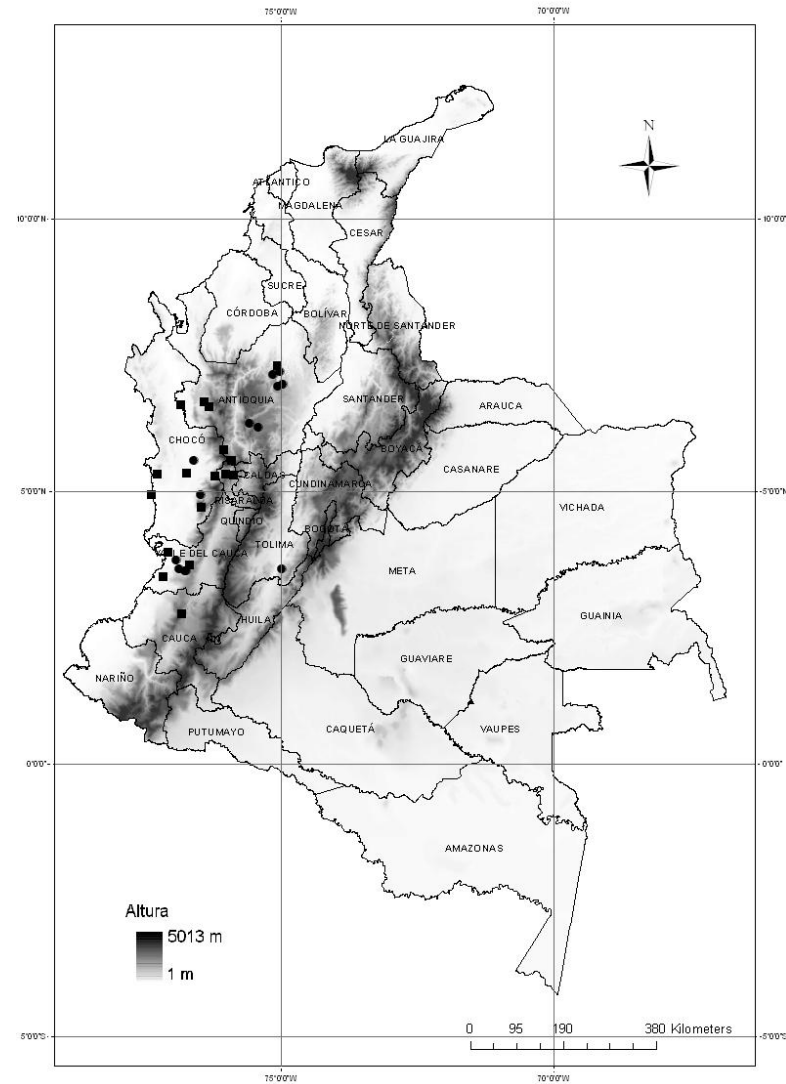 75°0'0"W
70°0'0"W
N
LA GUAJIRA
ATLANTICO
MAGDALENA
10°0'0"N
10°0'0"N
CESAR
SUCRE
CÓRDOBA
BOLÍVAR
NORTE DE SANTANDER
ANTIOQUIA
SANTANDER
ARAUCA
CHOCÓ
BOYACA
CASANARE
CALDAS
CUNDINAMARCA
5°0'0"N
5°0'0"N
RISARALDA
VICHADA
QUINDIO
BOGOTA
TOLIMA
VALLE DEL CAUCA
META
GUAINIA
HUILA
CAUCA
GUAVIARE
NARIÑO
PUTUMAYO
CAQUETÁ
VAUPES
0°0'0"
0°0'0"
AMAZONAS
Altura
5013 m
1 m
0 95 190 380 Kilometers
5°0'0"S
5°0'0"S
75°0'0"W
70°0'0"W